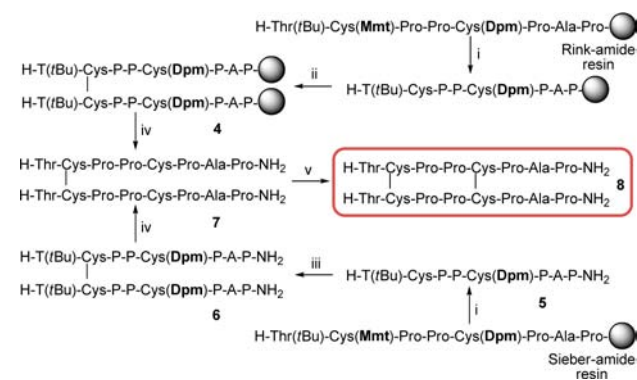 H-Thr(tBu)-Cys(Mmt)-Pro-Pro-Cys(Dpm)-Pro-Ala-Pro-
Rink-amide-
resin
i
H-T(tBu)-Cys-P-P-Cys(Dpm)-P-A-P-
ii
H-T(tBu)-Cys-P-P-Cys(Dpm)-P-A-P-
H-T(tBu)-Cys-P-P-Cys(Dpm)-P-A-P-
4
iv
H-Thr-Cys-Pro-Pro-Cys-Pro-Ala-Pro-NH2
H-Thr-Cys-Pro-Pro-Cys-Pro-Ala-Pro-NH2
7
v
H-Thr-Cys-Pro-Pro-Cys-Pro-Ala-Pro-NH2
8
H-Thr-Cys-Pro-Pro-Cys-Pro-Ala-Pro-NH2
iv
H-T(tBu)-Cys-P-P-Cys(Dpm)-P-A-P-NH2
H-T(tBu)-Cys-P-P-Cys(Dpm)-P-A-P-NH2
6
iii
H-T(tBu)-Cys-P-P-Cys(Dpm)-P-A-P-NH2
5
i
H-Thr(tBu)-Cys(Mmt)-Pro-Pro-Cys(Dpm)-Pro-Ala-Pro-
Sieber-amide-
resin